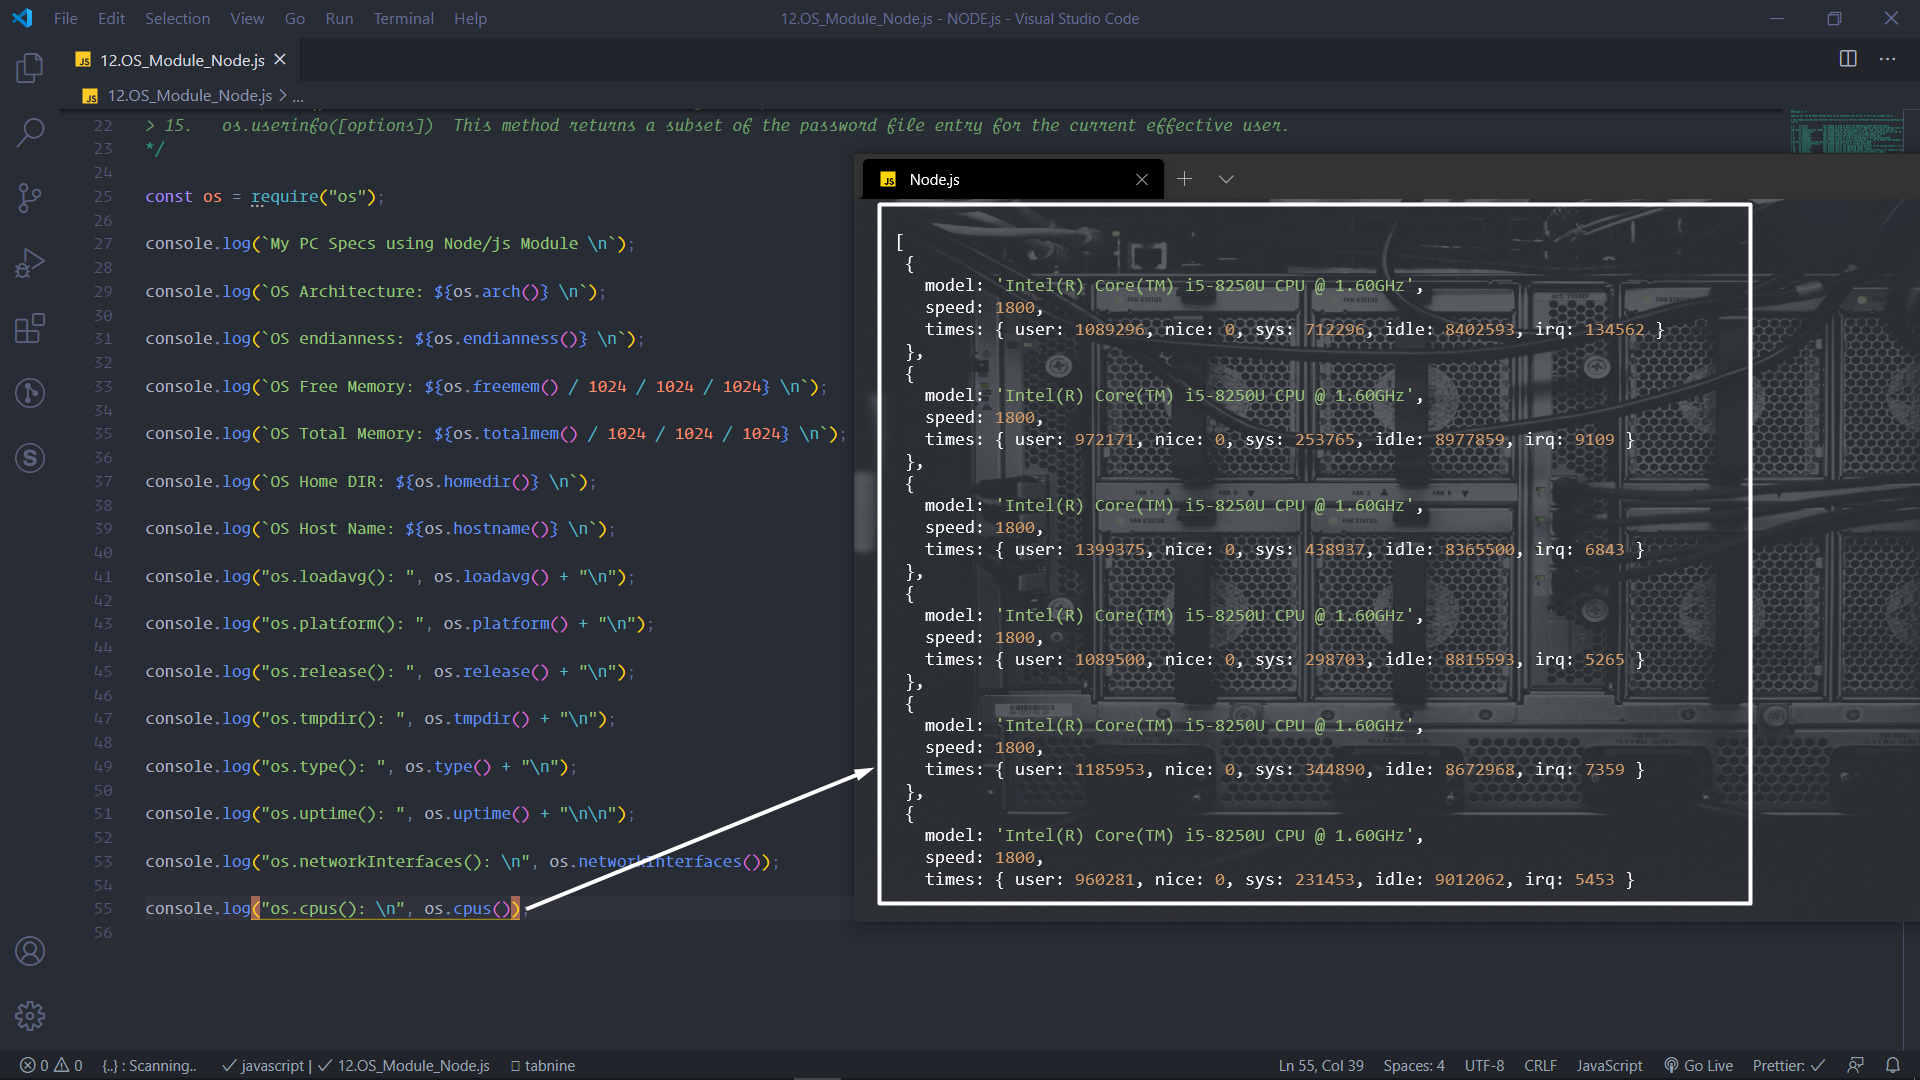 File Edit Selection View Go Run Terminal Help
12.OS_Module_Node.js - NODE.js - Visual Studio Code
JS 12.OS_Module_Node.js
JS 12.OS_Module_Node.js > ...
22 > 15. os.userinfo([options]) This method returns a subset of the password file entry for the current effective user.
23 */
24
25 const os = require("os");
26
27 console.log(`My PC Specs using Node/js Module \n`);
28
29 console.log(`OS Architecture: ${os.arch()} \n`);
30
31 console.log(`OS endianness: ${os.endianness()} \n`);
32
33 console.log(`OS Free Memory: ${os.freemem() / 1024 / 1024 / 1024} \n`);
34
35 console.log(`OS Total Memory: ${os.totalmem() / 1024 / 1024 / 1024} \n`);
36
37 console.log(`OS Home DIR: ${os.homedir()} \n`);
38
39 console.log(`OS Host Name: ${os.hostname()} \n`);
40
41 console.log("os.loadavg(): ", os.loadavg() + "\n");
42
43 console.log("os.platform(): ", os.platform() + "\n");
44
45 console.log("os.release(): ", os.release() + "\n");
46
47 console.log("os.tmpdir(): ", os.tmpdir() + "\n");
48
49 console.log("os.type(): ", os.type() + "\n");
50
51 console.log("os.uptime(): ", os.uptime() + "\n\n");
52
53 console.log("os.networkInterfaces(): \n", os.networkInterfaces());
54
55 console.log("os.cpus(): \n", os.cpus());
56
JS Node.js
[
{
model: 'Intel(R) Core(TM) i5-8250U CPU @ 1.60GHz',
speed: 1800,
times: { user: 1089296, nice: 0, sys: 712296, idle: 8402593, irq: 134562 }
},
{
model: 'Intel(R) Core(TM) i5-8250U CPU @ 1.60GHz',
speed: 1800,
times: { user: 972171, nice: 0, sys: 253765, idle: 8977859, irq: 9109 }
},
{
model: 'Intel(R) Core(TM) i5-8250U CPU @ 1.60GHz',
speed: 1800,
times: { user: 1399375, nice: 0, sys: 438937, idle: 8365500, irq: 6843 }
},
{
model: 'Intel(R) Core(TM) i5-8250U CPU @ 1.60GHz',
speed: 1800,
times: { user: 1089500, nice: 0, sys: 298703, idle: 8815593, irq: 5265 }
},
{
model: 'Intel(R) Core(TM) i5-8250U CPU @ 1.60GHz',
speed: 1800,
times: { user: 1185953, nice: 0, sys: 344890, idle: 8672968, irq: 7359 }
},
{
model: 'Intel(R) Core(TM) i5-8250U CPU @ 1.60GHz',
speed: 1800,
times: { user: 960281, nice: 0, sys: 231453, idle: 9012062, irq: 5453 }
0 0 {..} : Scanning.. javascript | 12.OS_Module_Node.js tabnine
Ln 55, Col 39 Spaces: 4 UTF-8 CRLF JavaScript Go Live Prettier: